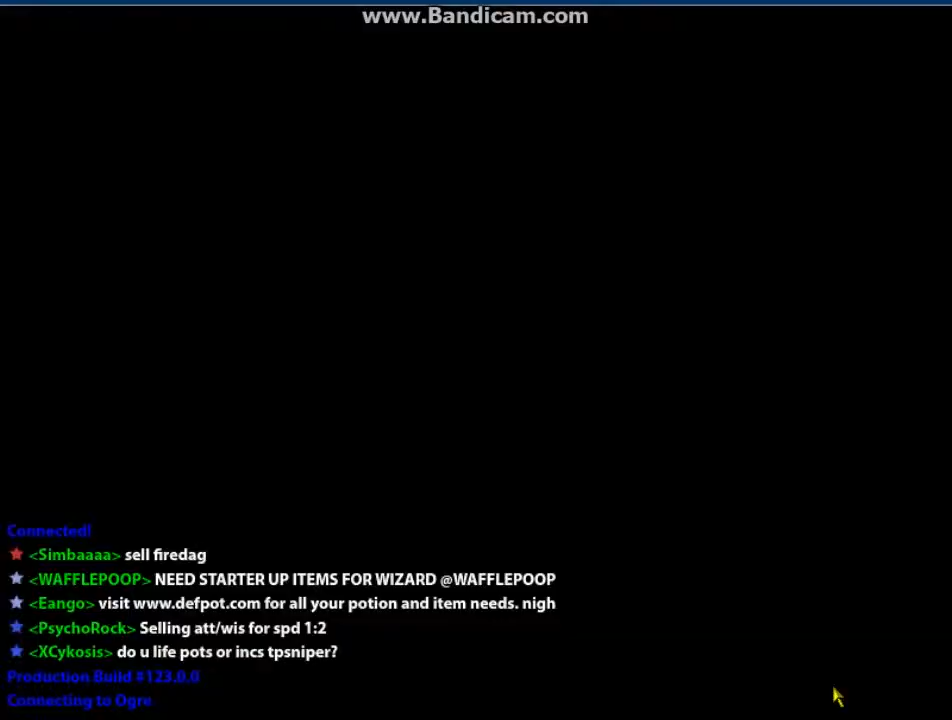 www.Bandicam.com
Connected!
<Simbaaaa> sell firedag
<WAFFLEPOOP> NEED STARTER UP ITEMS FOR WIZARD @WAFFLEPOOP
<Eango> visit www.defpot.com for all your potion and item needs. nigh
<PsychoRock> Selling att/wis for spd 1:2
<XCykosis> do u life pots or incs tpsniper?
Production Build #123.0.0
Connecting to Ogre